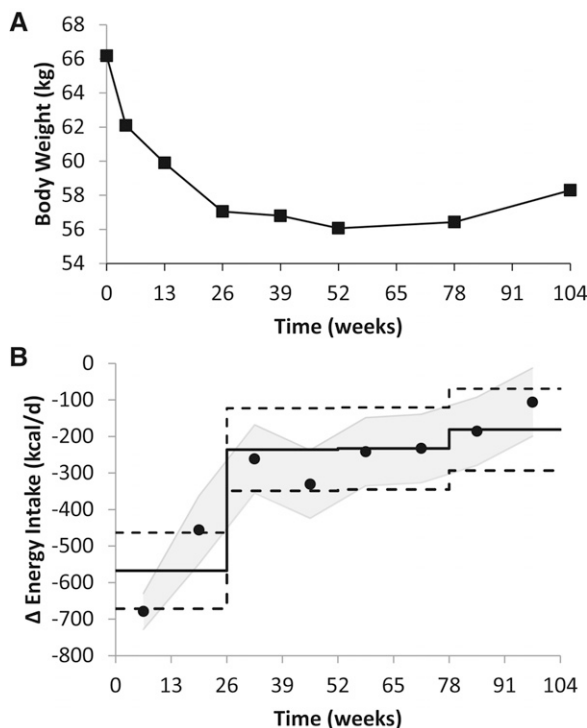 A
68
66
64
62
60
58
56
54
Body Weight (kg)
0 13 26 39 52 65 78 91 104
Time (weeks)
B
0
-100
-200
-300
-400
-500
-600
-700
-800
Δ Energy Intake (kcal/d)
0 13 26 39 52 65 78 91 104
Time (weeks)